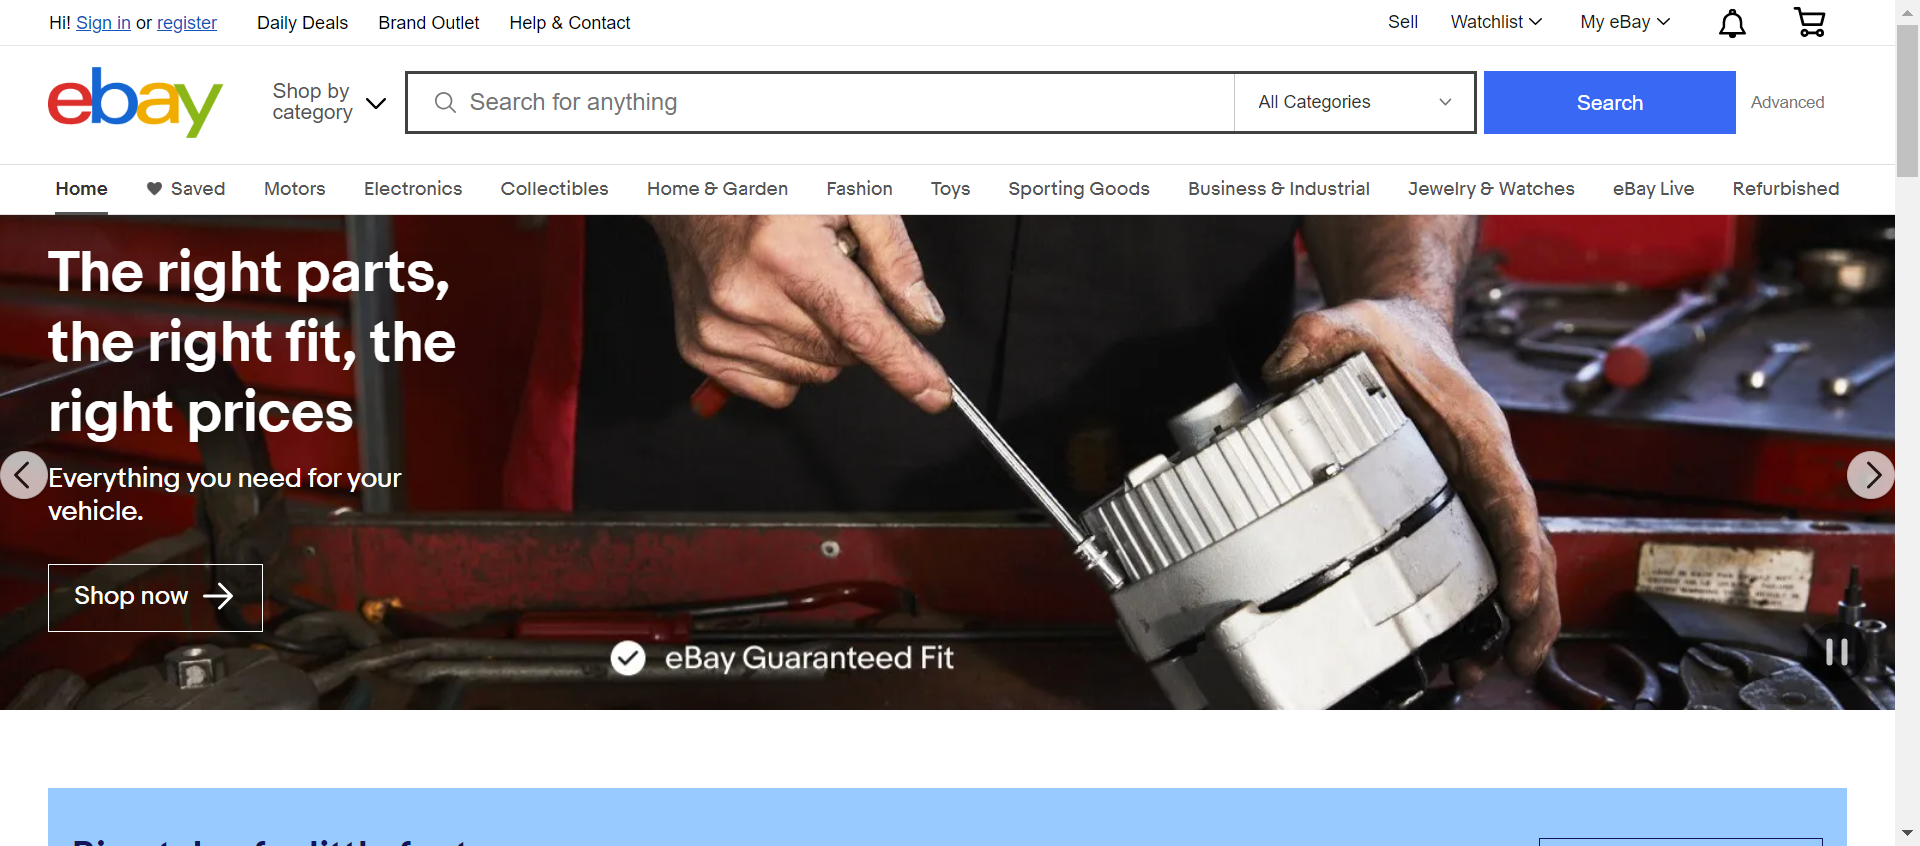 Hi! Sign in or register Daily Deals Brand Outlet Help & Contact Sell Watchlist My eBay
ebay
Shop by
category
Search for anything All Categories Search Advanced
Home Saved Motors Electronics Collectibles Home & Garden Fashion Toys Sporting Goods Business & Industrial Jewelry & Watches eBay Live Refurbished
The right parts,
the right fit, the
right prices
Everything you need for your
vehicle.
Shop now
eBay Guaranteed Fit